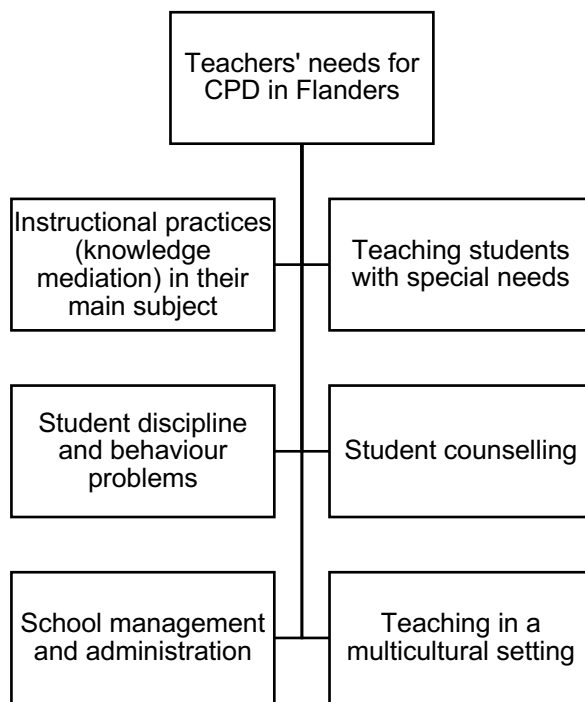 Teachers' needs for
CPD in Flanders
Instructional practices
(knowledge
mediation) in their
main subject
Teaching students
with special needs
Student discipline
and behaviour
problems
Student counselling
School management
and administration
Teaching in a
multicultural setting